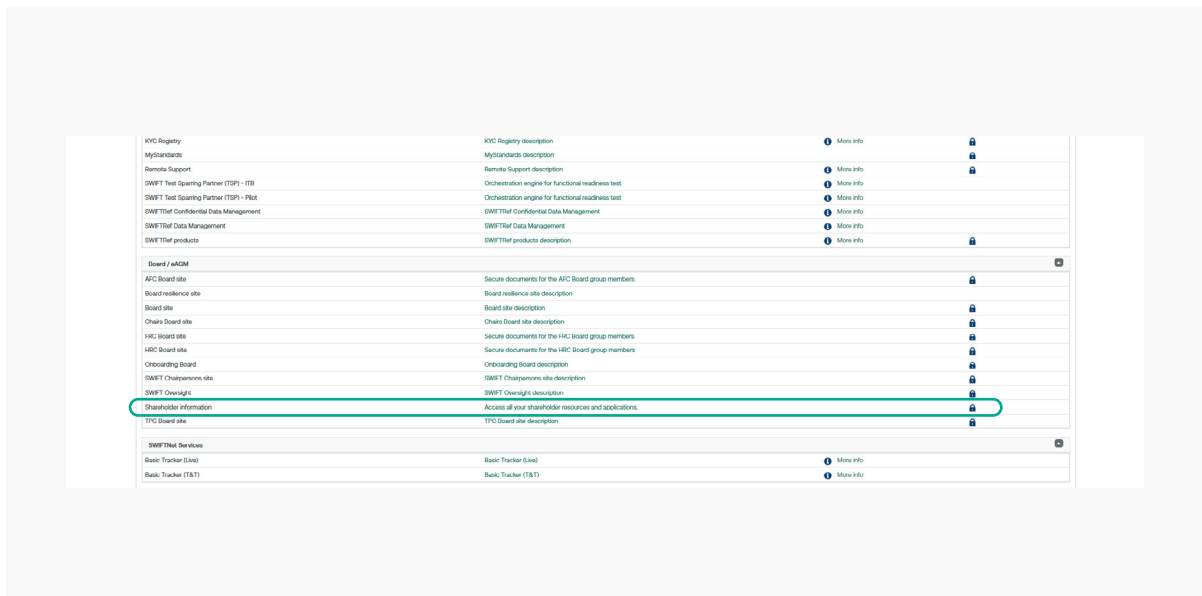 KYC Registry KYC Registry description More info
MyStandards MyStandards description
Remote Support Remote Support description More info
SWIFT Test Sparring Partner (TSP) - ITB Orchestration engine for functional readiness test More info
SWIFT Test Sparring Partner (TSP) - Pilot Orchestration engine for functional readiness test More info
SWIFTRef Confidential Data Management SWIFTRef Confidential Data Management More info
SWIFTRef Data Management SWIFTRef Data Management More info
SWIFTRef products SWIFTRef products description More info
Board / eAGM
AFC Board site Secure documents for the AFC Board group members
Board resilience site Board resilience site description
Board site Board site description
Chairs Board site Chairs Board site description
FRC Board site Secure documents for the FRC Board group members
HRC Board site Secure documents for the HRC Board group members
Onboarding Board Onboarding Board description
SWIFT Chairpersons site SWIFT Chairpersons site description
SWIFT Oversight SWIFT Oversight description
Shareholder information Access all your shareholder resources and applications.
TPC Board site TPC Board site description
SWIFTNet Services
Basic Tracker (Live) Basic Tracker (Live) More info
Basic Tracker (T&T) Basic Tracker (T&T) More info